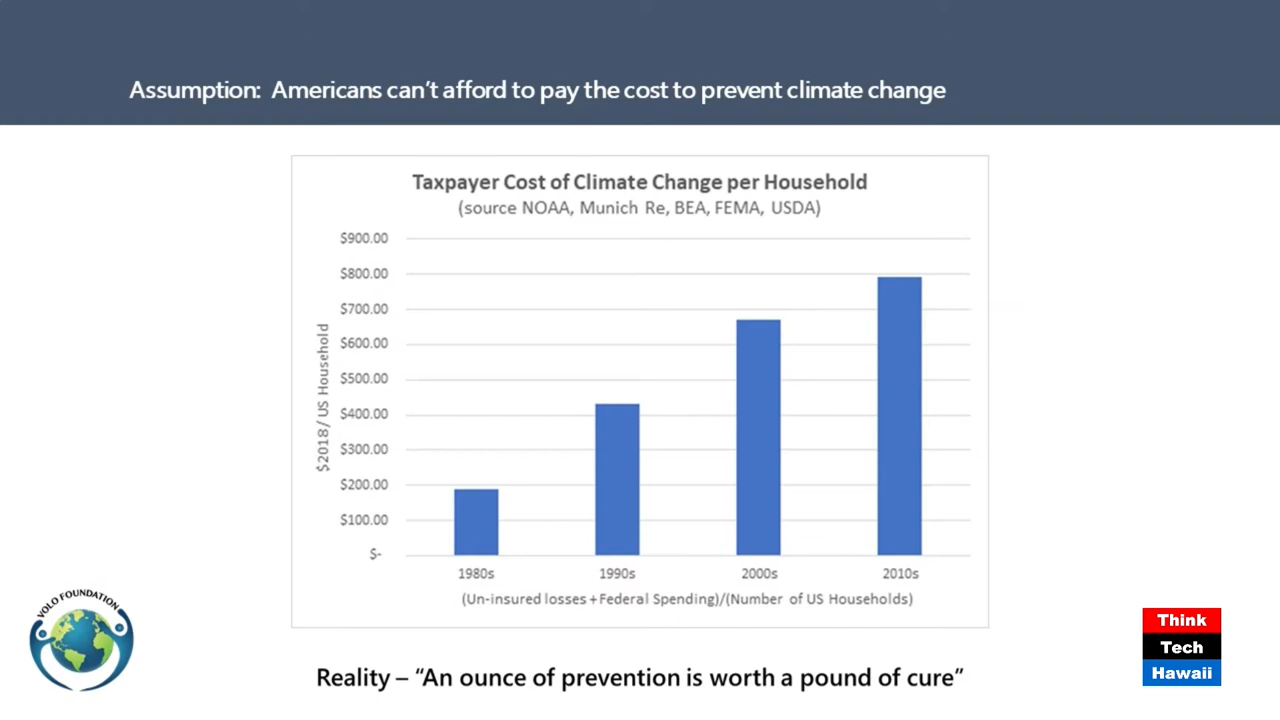 Assumption: Americans can't afford to pay the cost to prevent climate change
Taxpayer Cost of Climate Change per Household
(source NOAA, Munich Re, BEA, FEMA, USDA)
$900.00
$800.00
$700.00
$600.00
$500.00
$400.00
$300.00
$200.00
$100.00
$-
$2018/ US Household
1980s 1990s 2000s 2010s
(Un-insured losses + Federal Spending)/(Number of US Households)
VOLO FOUNDATION
Think
Tech
Hawaii
Reality – “An ounce of prevention is worth a pound of cure”